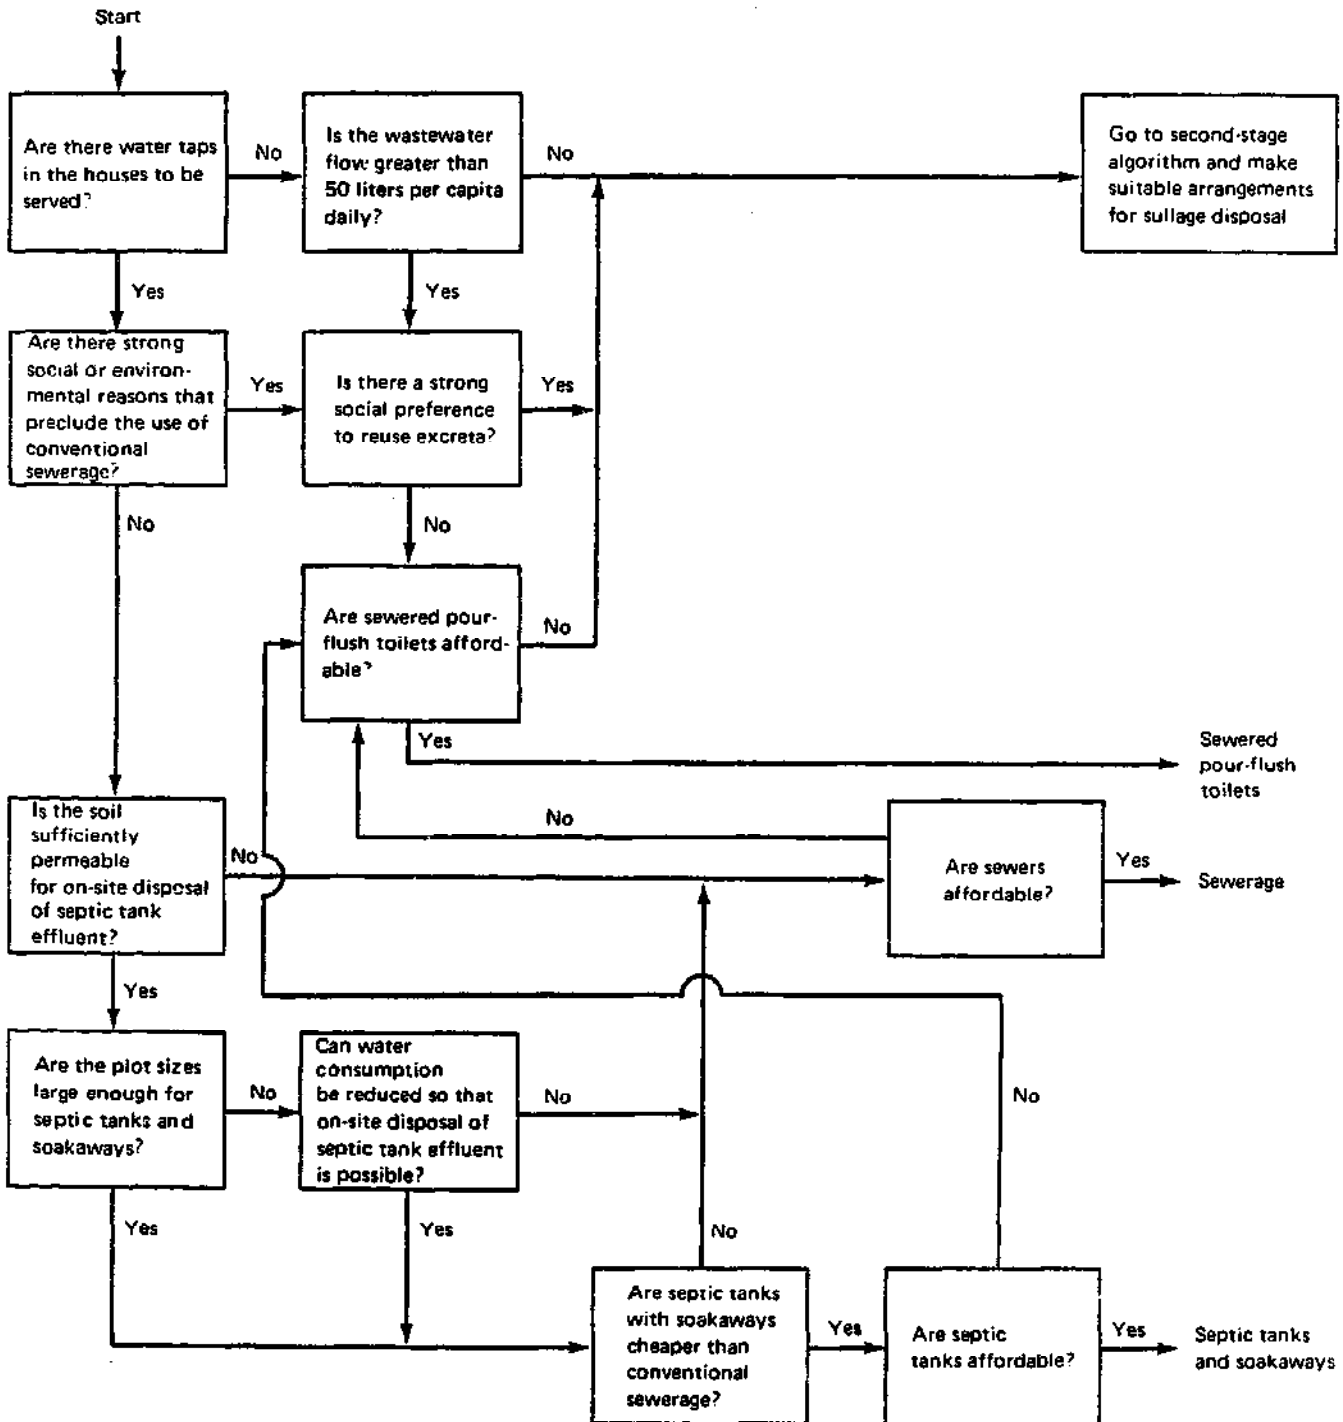 Start
Are there water taps
in the houses to be
served?
No
Is the wastewater
flow greater than
50 liters per capita
daily?
No
Go to second-stage
algorithm and make
suitable arrangements
for sullage disposal
Yes
Yes
Are there strong
social or environ-
mental reasons that
preclude the use of
conventional
sewerage?
Yes
Is there a strong
social preference
to reuse excreta?
Yes
No
No
Are sewered pour-
flush toilets afford-
able?
No
Yes
Sewered
pour-flush
toilets
Is the soil
sufficiently
permeable
for on-site disposal
of septic tank
effluent?
No
No
Are sewers
affordable?
Yes
Sewerage
Yes
Are the plot sizes
large enough for
septic tanks and
soakaways?
No
Can water
consumption
be reduced so that
on-site disposal of
septic tank effluent
is possible?
No
No
Yes
Yes
No
Are septic tanks
with soakaways
cheaper than
conventional
sewerage?
Yes
Are septic
tanks affordable?
Yes
Septic tanks
and soakaways